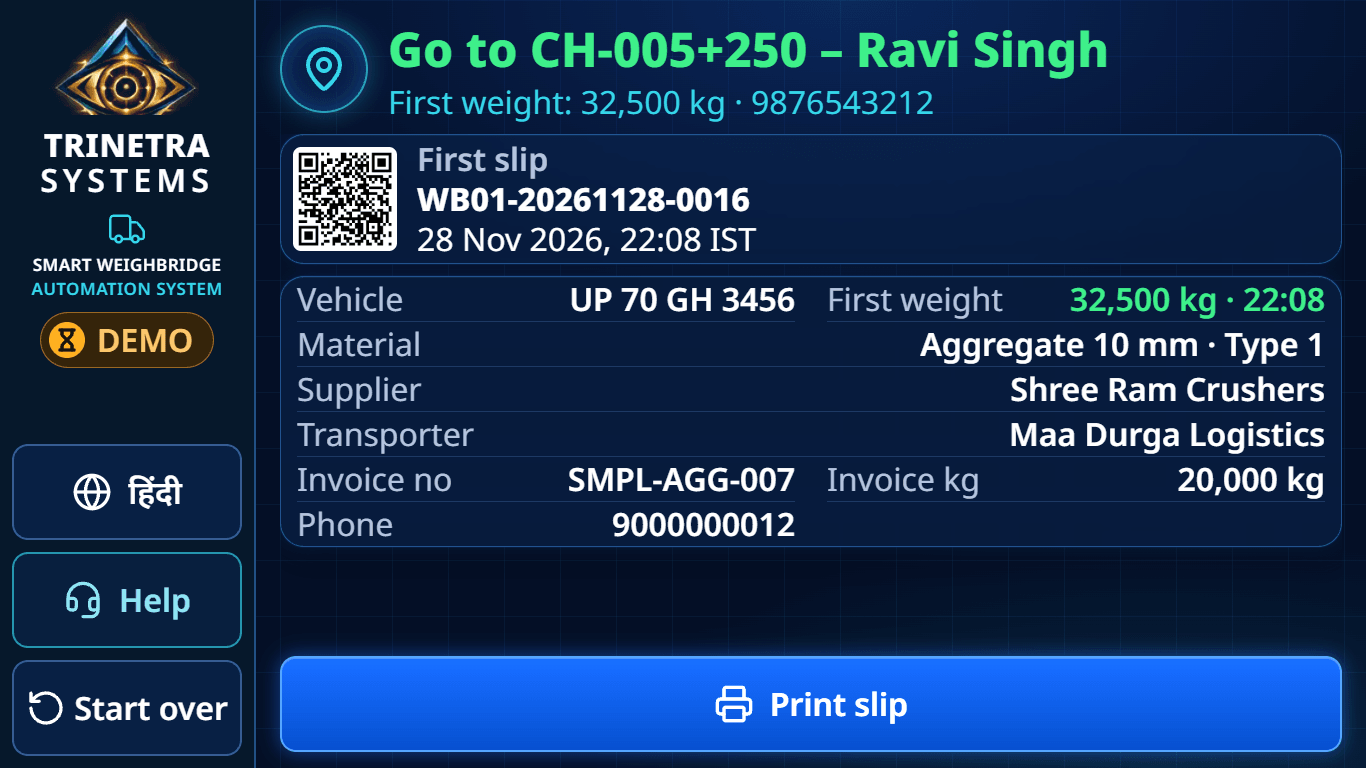 TRINETRA
SYSTEMS
SMART WEIGHBRIDGE
AUTOMATION SYSTEM
DEMO
हिंदी
Help
Start over
Go to CH-005+250 – Ravi Singh
First weight: 32,500 kg · 9876543212
First slip
WB01-20261128-0016
28 Nov 2026, 22:08 IST
Vehicle UP 70 GH 3456 First weight 32,500 kg · 22:08
Material Aggregate 10 mm · Type 1
Supplier Shree Ram Crushers
Transporter Maa Durga Logistics
Invoice no SMPL-AGG-007 Invoice kg 20,000 kg
Phone 9000000012
Print slip